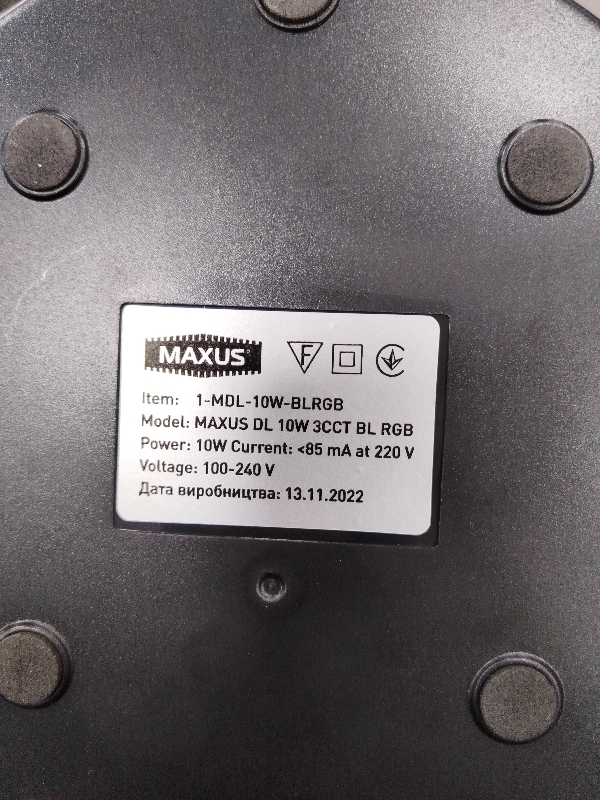 MAXUS®
F
Item: 1-MDL-10W-BLRGB
Model: MAXUS DL 10W 3CCT BL RGB
Power: 10W Current: <85 mA at 220 V
Voltage: 100-240 V
Дата виробництва: 13.11.2022